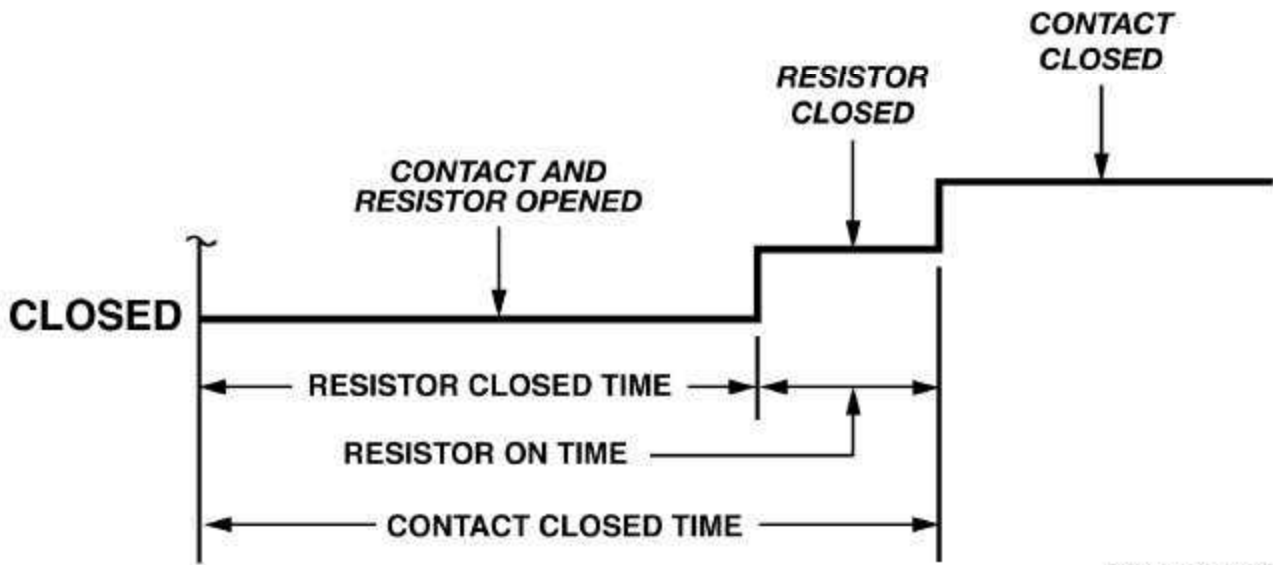 CONTACT
CLOSED
RESISTOR
CLOSED
CONTACT AND
RESISTOR OPENED
CLOSED
RESISTOR CLOSED TIME
RESISTOR ON TIME
CONTACT CLOSED TIME